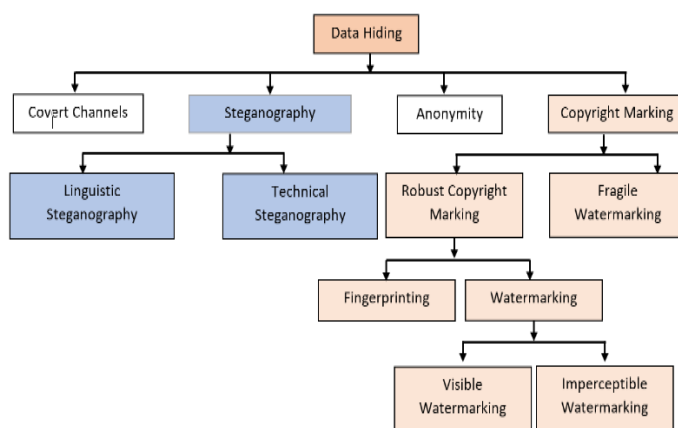 Data Hiding
Covert Channels
Steganography
Anonymity
Copyright Marking
Linguistic
Steganography
Technical
Steganography
Robust Copyright
Marking
Fragile
Watermarking
Fingerprinting
Watermarking
Visible
Watermarking
Imperceptible
Watermarking